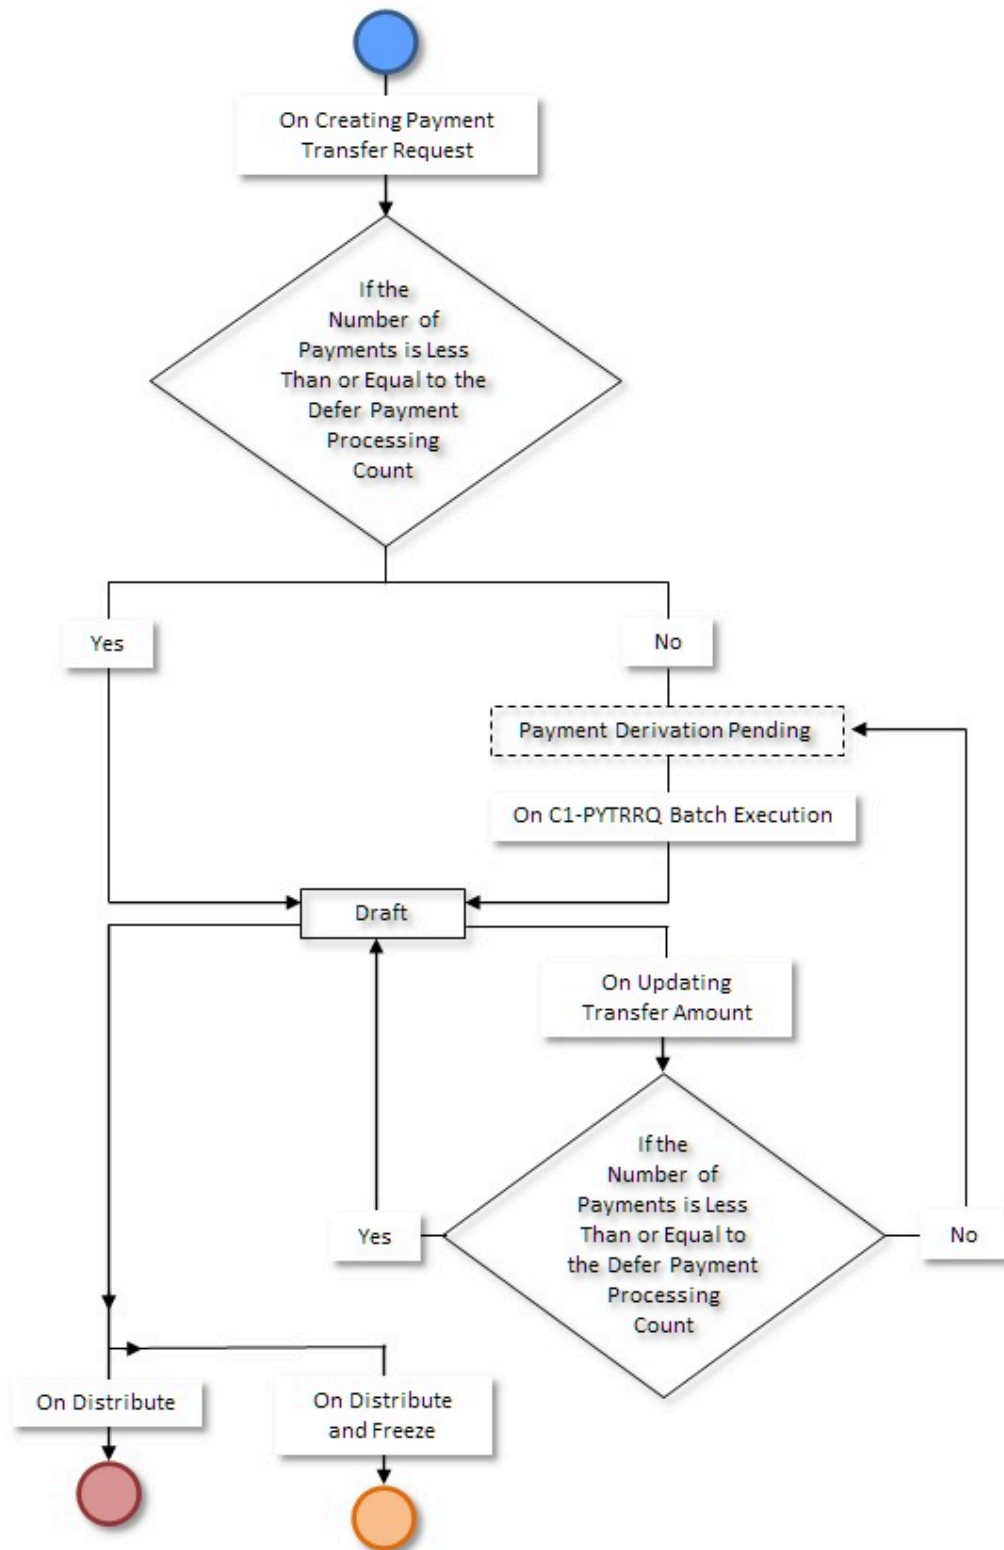 On Creating Payment
Transfer Request
If the
Number of
Payments is Less
Than or Equal to the
Defer Payment
Processing
Count
Yes
No
Payment Derivation Pending
On C1-PYTRRQ Batch Execution
Draft
On Updating
Transfer Amount
If the
Number of
Payments is Less
Than or Equal to
the Defer Payment
Processing
Count
Yes
No
On Distribute
On Distribute
and Freeze